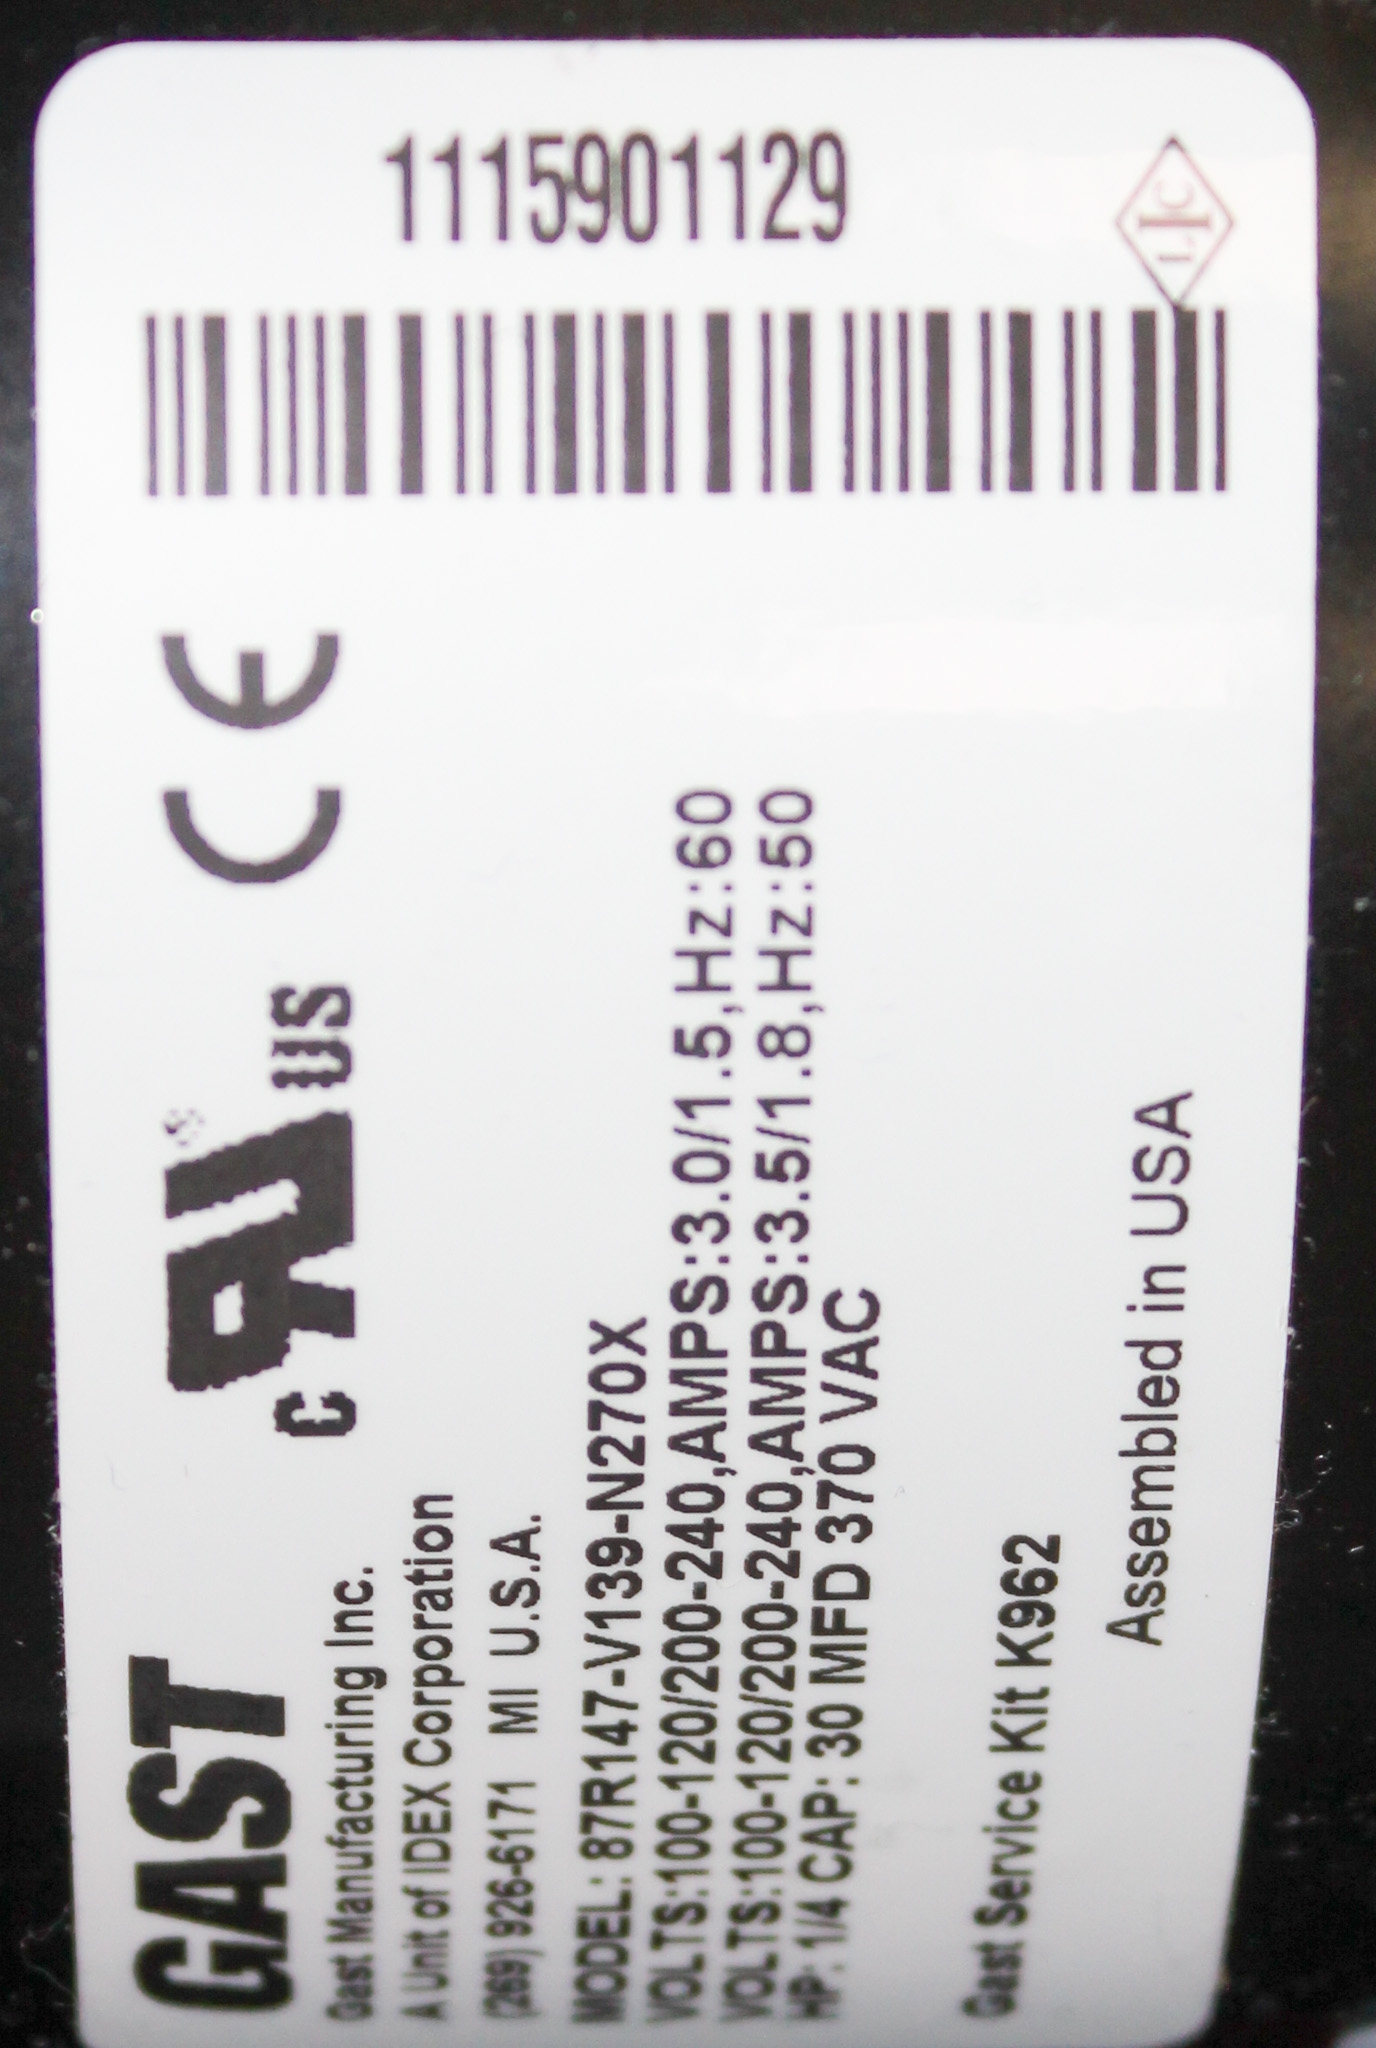 1115901129
LIC
CE
c UR us ®
GAST
Gast Manufacturing Inc.
A Unit of IDEX Corporation
(269) 926-6171 MI U.S.A.
MODEL: 87R147-V139-N270X
VOLTS:100-120/200-240,AMPS:3.0/1.5,Hz:60
VOLTS:100-120/200-240,AMPS:3.5/1.8,Hz:50
HP: 1/4 CAP: 30 MFD 370 VAC
Gast Service Kit K962
Assembled in USA